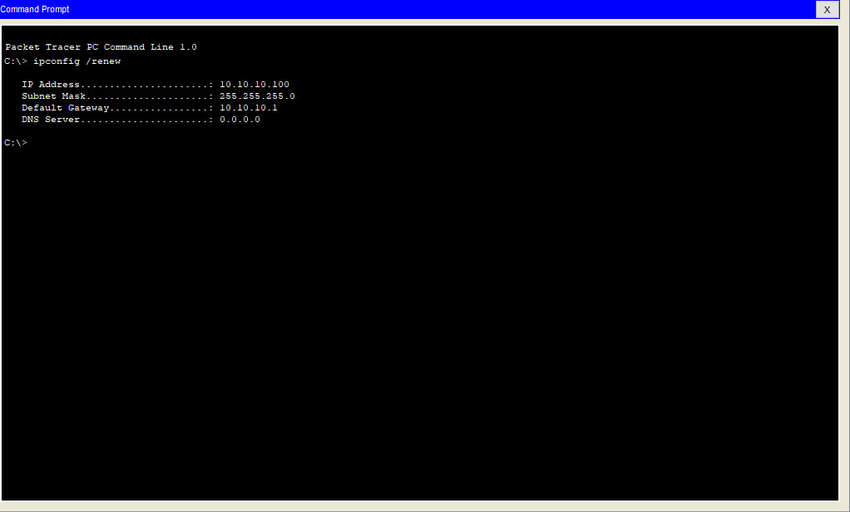 Command Prompt
X
Packet Tracer PC Command Line 1.0
C:\> ipconfig /renew
IP Address......................: 10.10.10.100
Subnet Mask.....................: 255.255.255.0
Default Gateway.................: 10.10.10.1
DNS Server......................: 0.0.0.0
C:\>